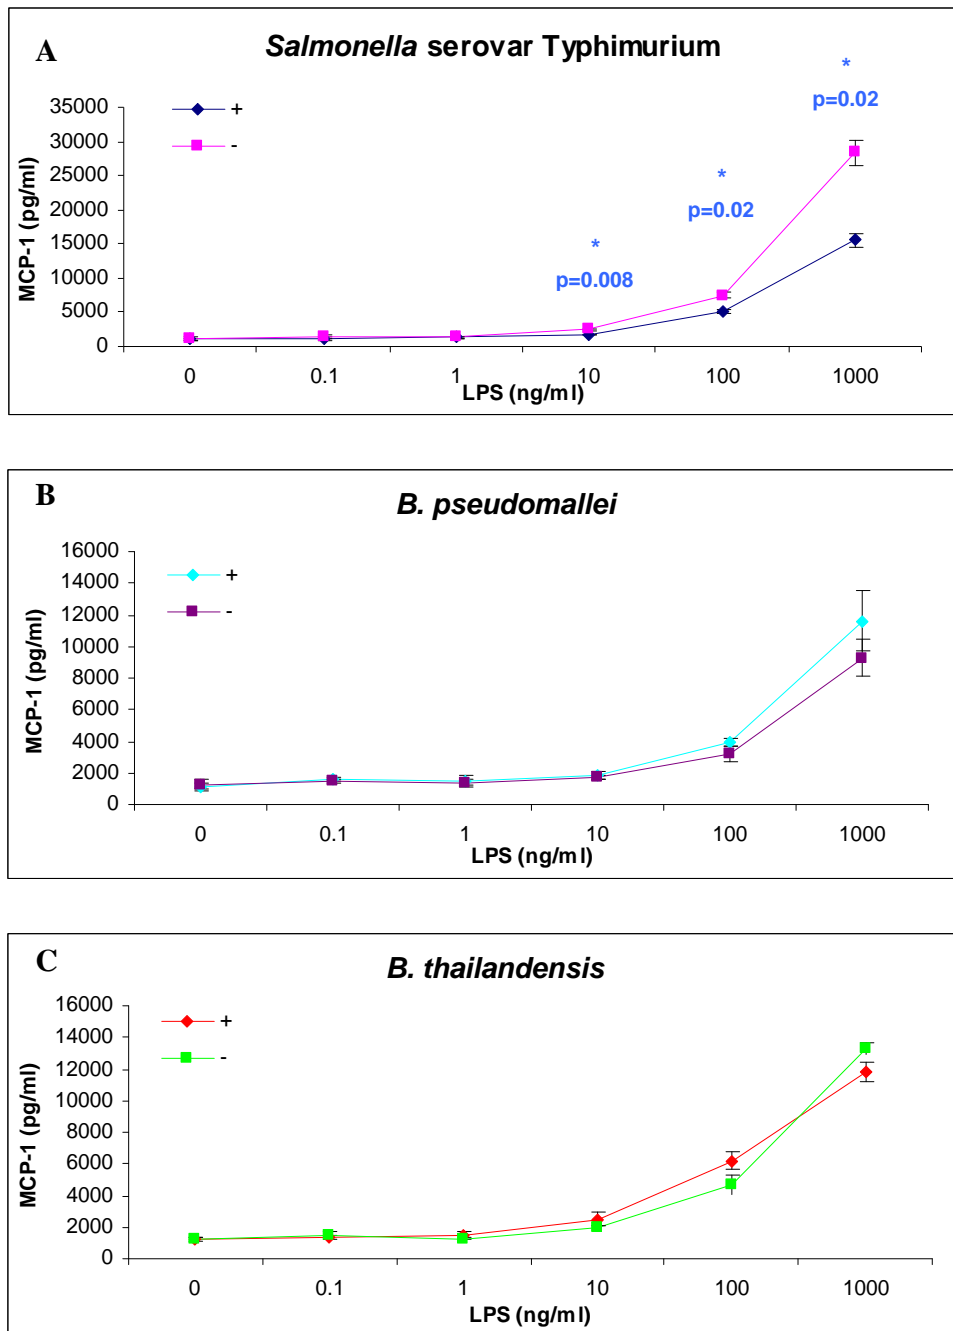 A
Salmonella serovar Typhimurium
*
p=0.02
*
p=0.02
*
p=0.008
+
-
MCP-1 (pg/ml)
35000
30000
25000
20000
15000
10000
5000
0
0 0.1 1 10 100 1000
LPS (ng/ml)
B
B. pseudomallei
+
-
MCP-1 (pg/ml)
16000
14000
12000
10000
8000
6000
4000
2000
0
0 0.1 1 10 100 1000
LPS (ng/ml)
C
B. thailandensis
+
-
MCP-1 (pg/ml)
16000
14000
12000
10000
8000
6000
4000
2000
0
0 0.1 1 10 100 1000
LPS (ng/ml)